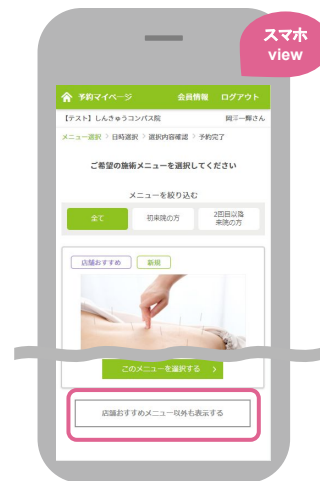 スマホ
view
予約マイページ 会員情報 ログアウト
【テスト】しんきゅうコンパス院 岡三一輝さん
メニュー選択 > 日時選択 > 選択内容確認 > 予約完了
ご希望の施術メニューを選択してください
メニューを絞り込む
全て 初来院の方 2回目以降
来院の方
店舗おすすめ 新規
このメニューを選択する >
店舗おすすめメニュー以外も表示する